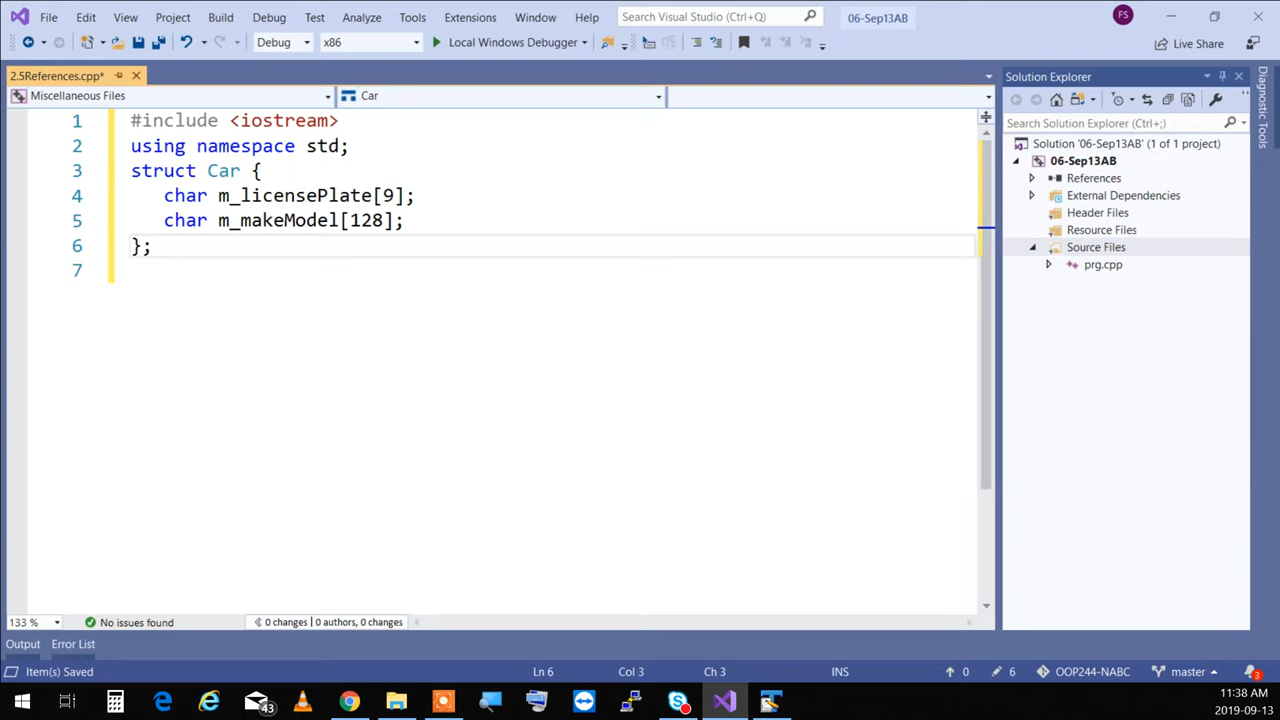 File Edit View Project Build Debug Test Analyze Tools Extensions Window Help Search Visual Studio (Ctrl+Q) 06-Sep13AB FS
Debug x86 Local Windows Debugger Live Share
2.5References.cpp*
Miscellaneous Files Car
1 #include <iostream>
2 using namespace std;
3 struct Car {
4 char m_licensePlate[9];
5 char m_makeModel[128];
6 };
7
Solution Explorer
Search Solution Explorer (Ctrl+;)
Solution '06-Sep13AB' (1 of 1 project)
06-Sep13AB
References
External Dependencies
Header Files
Resource Files
Source Files
prg.cpp
Diagnostic Tools
133 % No issues found 0 changes | 0 authors, 0 changes
Output Error List
Item(s) Saved Ln 6 Col 3 Ch 3 INS 0 6 OOP244-NABC master 3
43
11:38 AM
2019-09-13